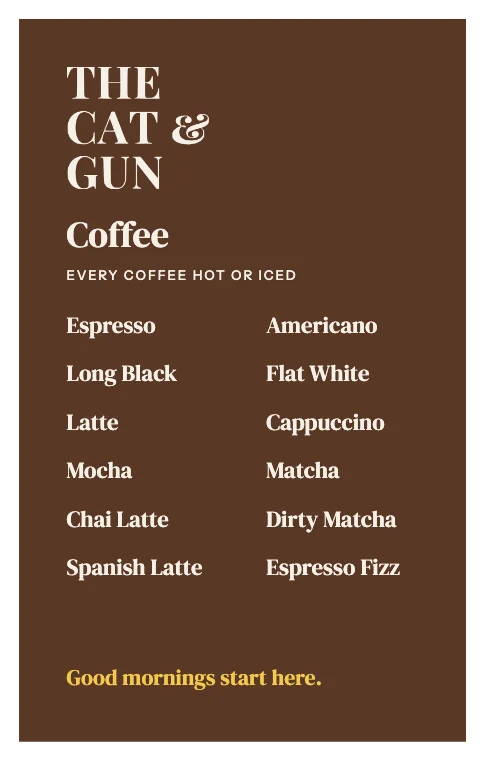 THE
CAT &
GUN
Coffee
EVERY COFFEE HOT OR ICED
Espresso Americano
Long Black Flat White
Latte Cappuccino
Mocha Matcha
Chai Latte Dirty Matcha
Spanish Latte Espresso Fizz
Good mornings start here.